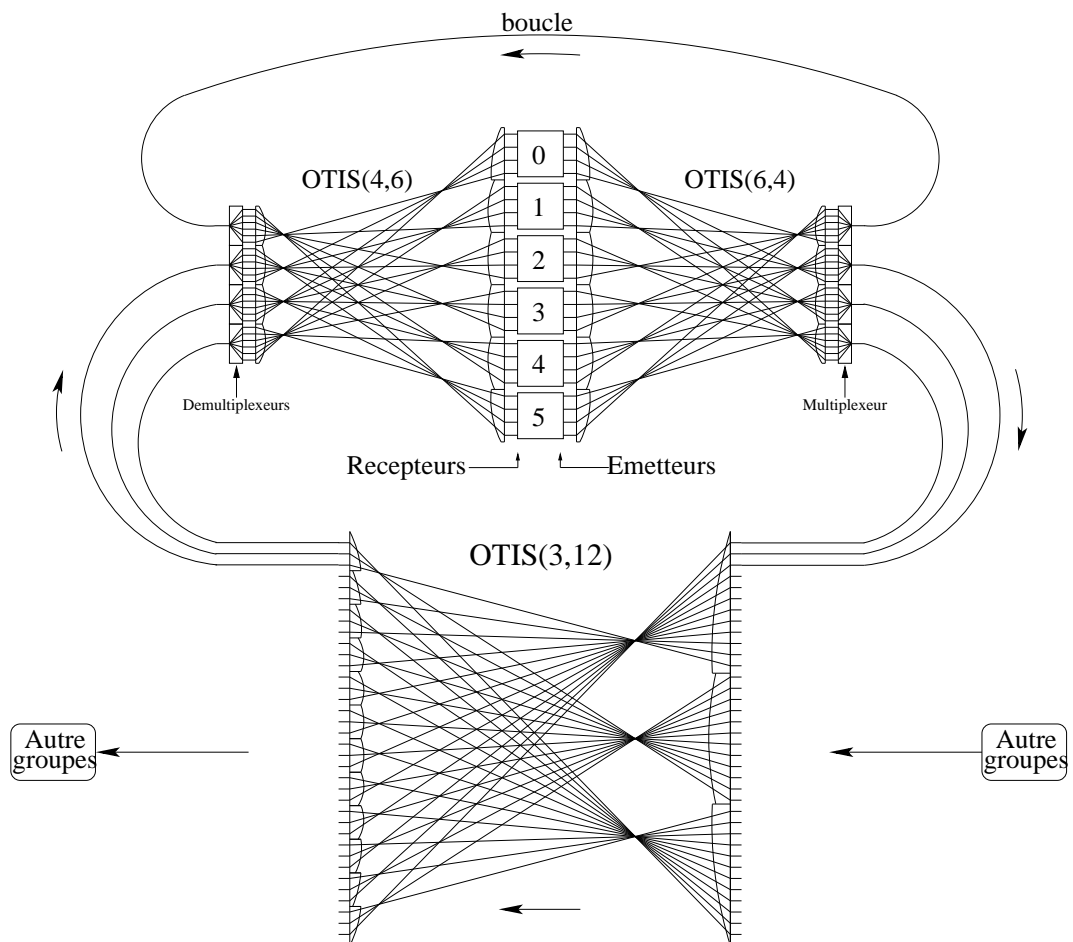 boucle
OTIS(4,6)
OTIS(6,4)
0
1
2
3
4
5
Demultiplexeurs
Multiplexeur
Recepteurs
Emetteurs
OTIS(3,12)
Autre
groupes
Autre
groupes